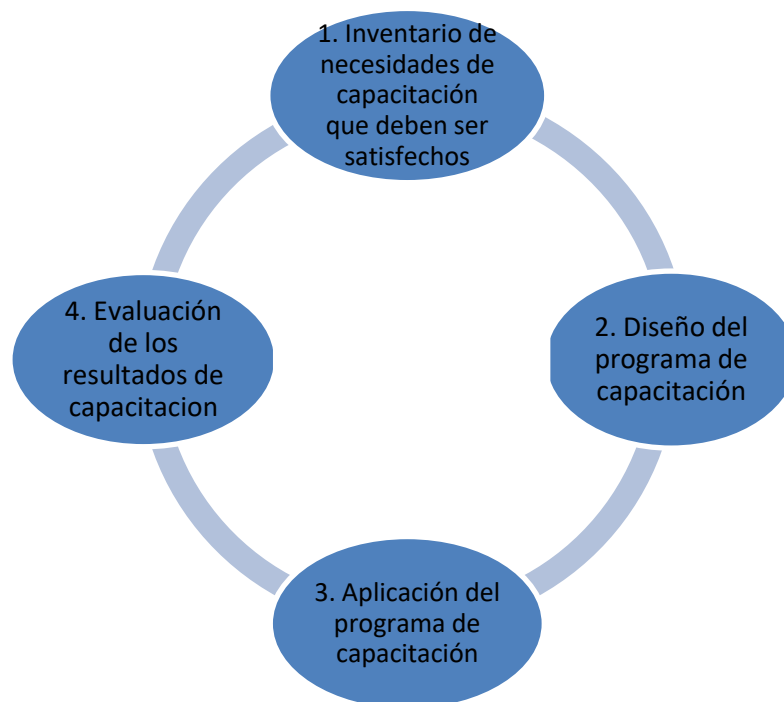 1. Inventario de
necesidades de
capacitación
que deben ser
satisfechos
2. Diseño del
programa de
capacitación
3. Aplicación del
programa de
capacitación
4. Evaluación
de los
resultados de
capacitacion